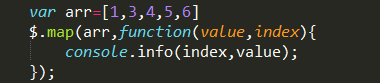 var arr=[1,3,4,5,6]
$.map(arr,function(value,index){
    console.info(index,value);
});